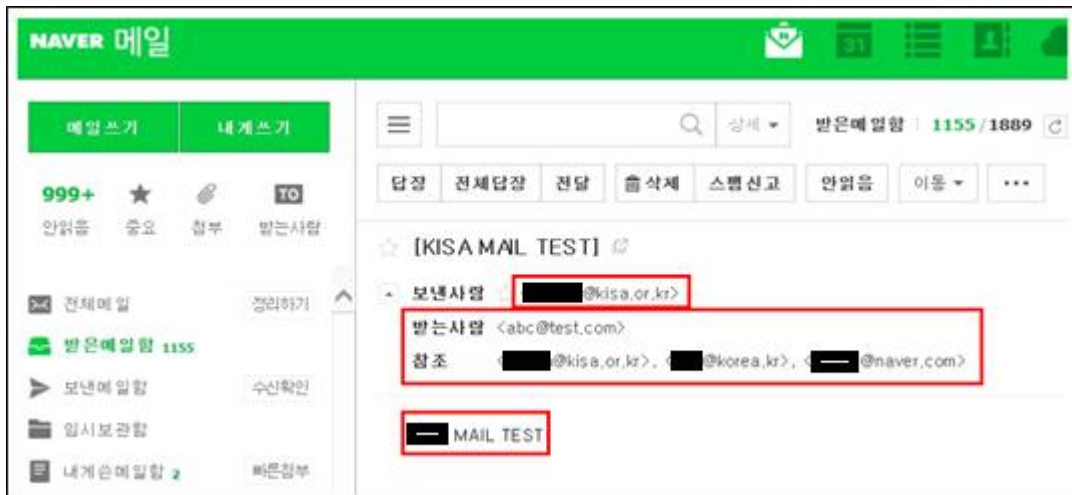 NAVER 메일
31
메일쓰기 내게쓰기
상세 받은메일함 1155/1889
답장 전체답장 전달 삭제 스팸신고 안읽음 이동 •••
999+ TO
안읽음 중요 첨부 받는사람
[KISA MAIL TEST]
보낸사람 @kisa.or.kr>
전체메일 정리하기
받는사람 <abc@test.com>
받은메일함 1155
참조 < @kisa.or.kr>, < @korea.kr>, < @naver.com>
보낸메일함 수신확인
임시보관함
MAIL TEST
내게쓴메일함 2 빠른첨부